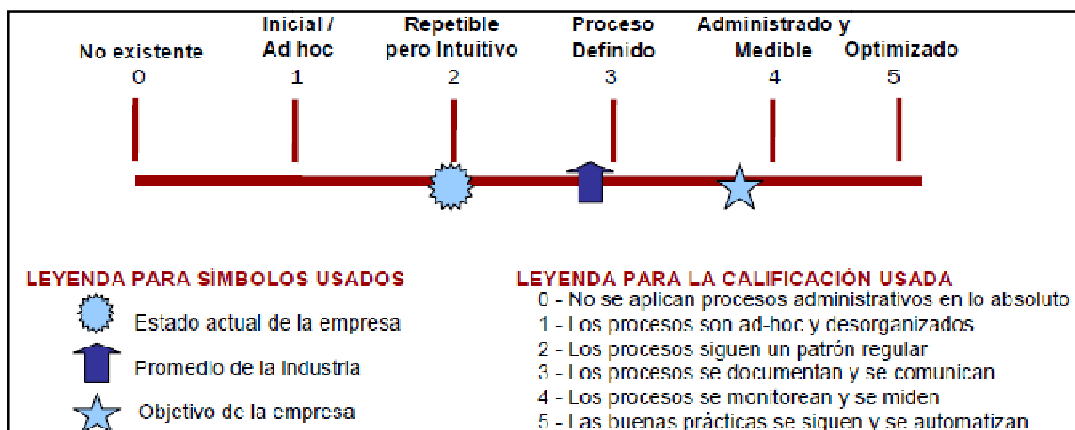 No existente
0
Inicial /
Ad hoc
1
Repetible
pero Intuitivo
2
Proceso
Definido
3
Administrado y
Medible
4
Optimizado
5
LEYENDA PARA SÍMBOLOS USADOS
Estado actual de la empresa
Promedio de la Industria
Objetivo de la empresa
LEYENDA PARA LA CALIFICACIÓN USADA
0 - No se aplican procesos administrativos en lo absoluto
1 - Los procesos son ad-hoc y desorganizados
2 - Los procesos siguen un patrón regular
3 - Los procesos se documentan y se comunican
4 - Los procesos se monitorean y se miden
5 - Las buenas prácticas se siguen y se automatizan